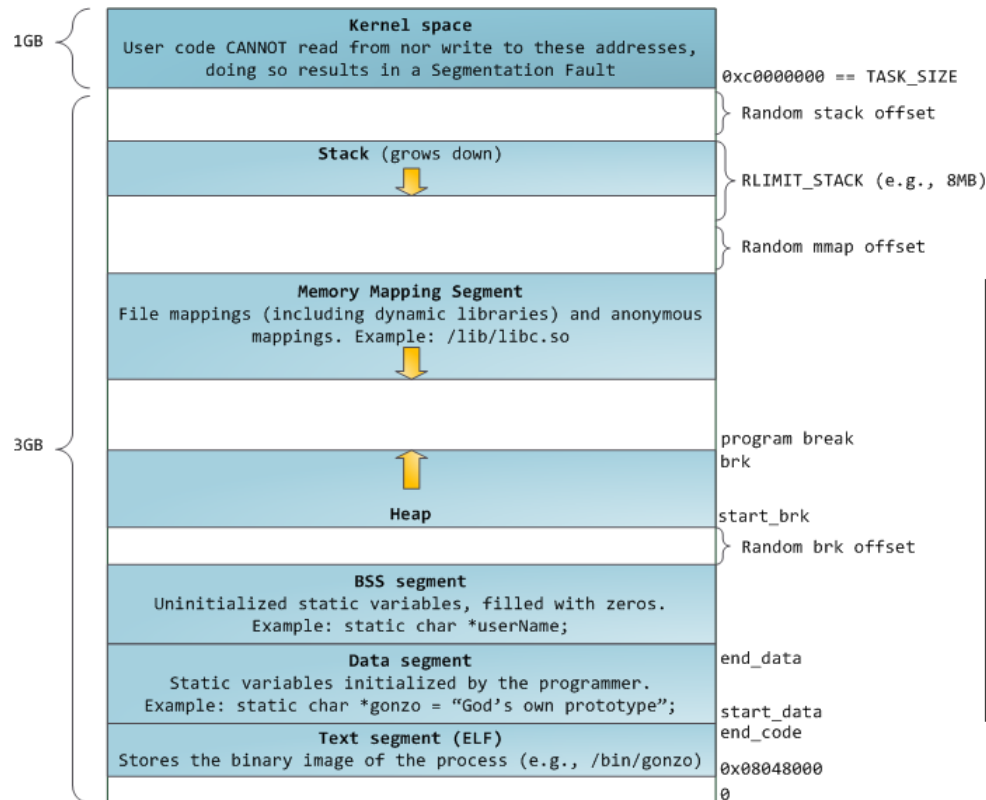 Kernel space
1GB
User code CANNOT read from nor write to these addresses,
doing so results in a Segmentation Fault
0xc0000000 == TASK_SIZE
Random stack offset
Stack (grows down)
RLIMIT_STACK (e.g., 8MB)
Random mmap offset
Memory Mapping Segment
File mappings (including dynamic libraries) and anonymous
mappings. Example: /lib/libc.so
3GB
program break
brk
Heap
start_brk
Random brk offset
BSS segment
Uninitialized static variables, filled with zeros.
Example: static char *userName;
Data segment
end_data
Static variables initialized by the programmer.
Example: static char *gonzo = “God’s own prototype”;
start_data
end_code
Text segment (ELF)
Stores the binary image of the process (e.g., /bin/gonzo)
0x08048000
0